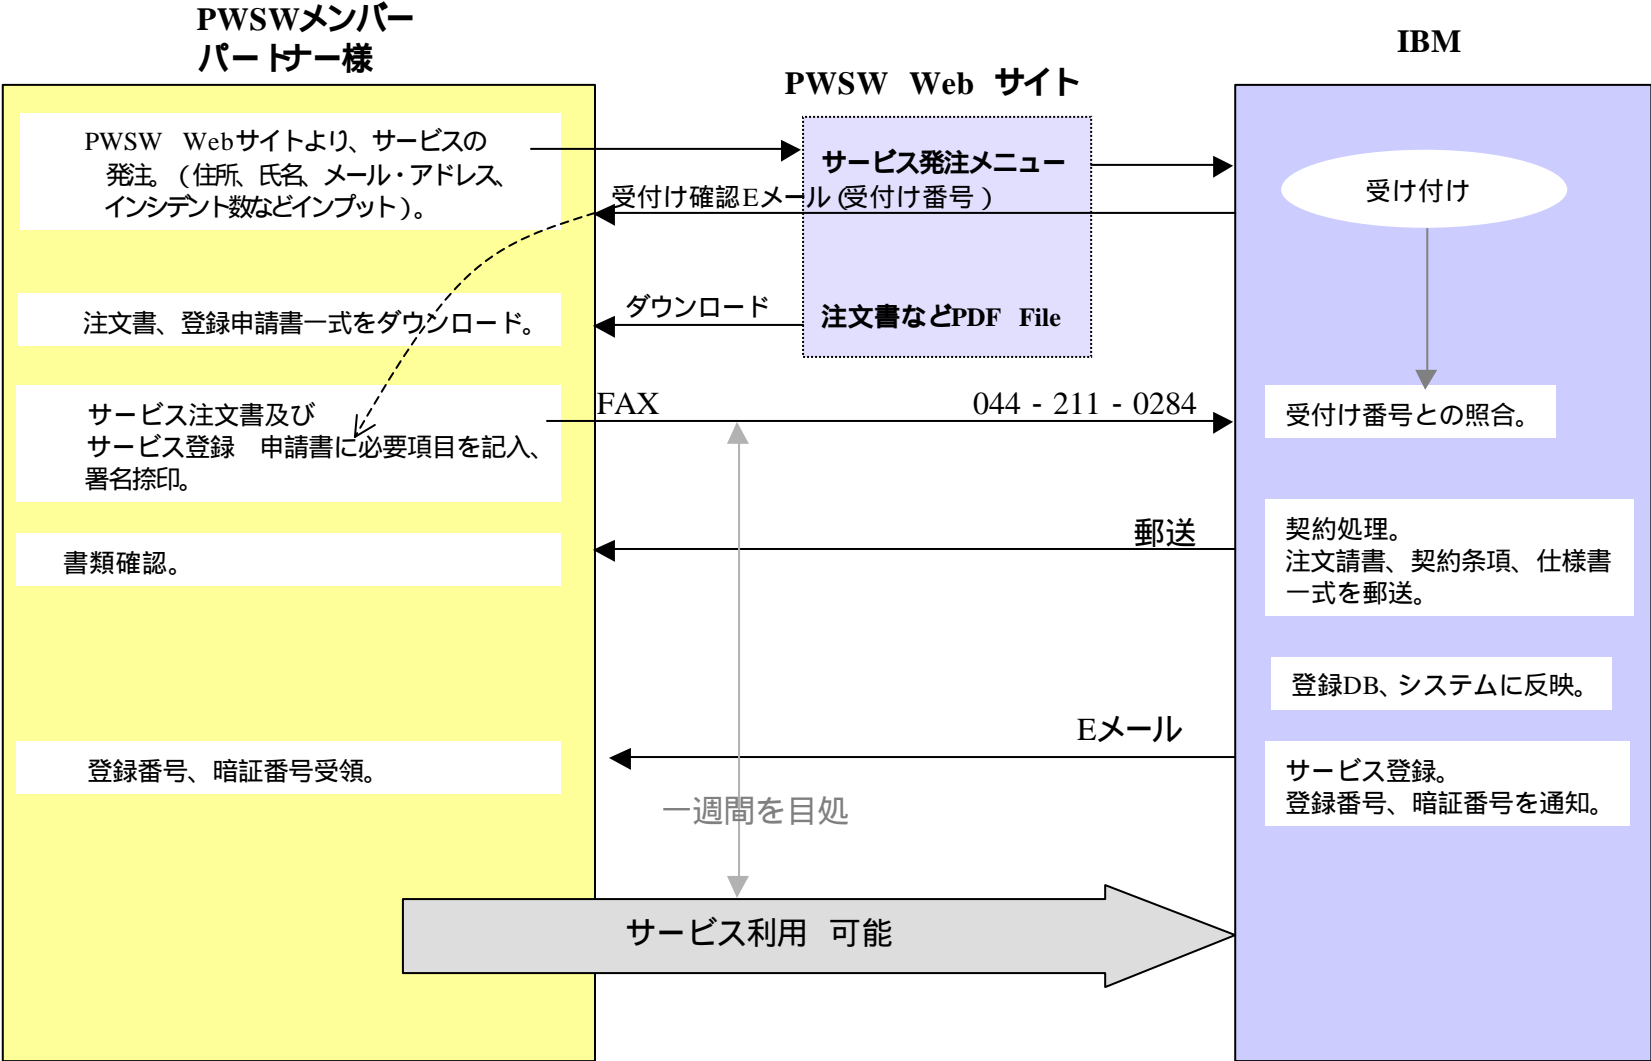 PWSWメンバー
パートナー様
IBM
PWSW Web サイト
PWSW Webサイトより、サービスの
発注。（住所、氏名、メール・アドレス、
インシデント数などインプット）。
サービス発注メニュー
受付け確認Eメール（受付け番号）
受け付け
注文書、登録申請書一式をダウンロード。
ダウンロード
注文書などPDF File
サービス注文書及び
サービス登録 申請書に必要項目を記入、
署名捺印。
FAX 044 - 211 - 0284
受付け番号との照合。
書類確認。
郵送
契約処理。
注文請書、契約条項、仕様書
一式を郵送。
登録DB、システムに反映。
Eメール
登録番号、暗証番号受領。
サービス登録。
登録番号、暗証番号を通知。
一週間を目処
サービス利用 可能